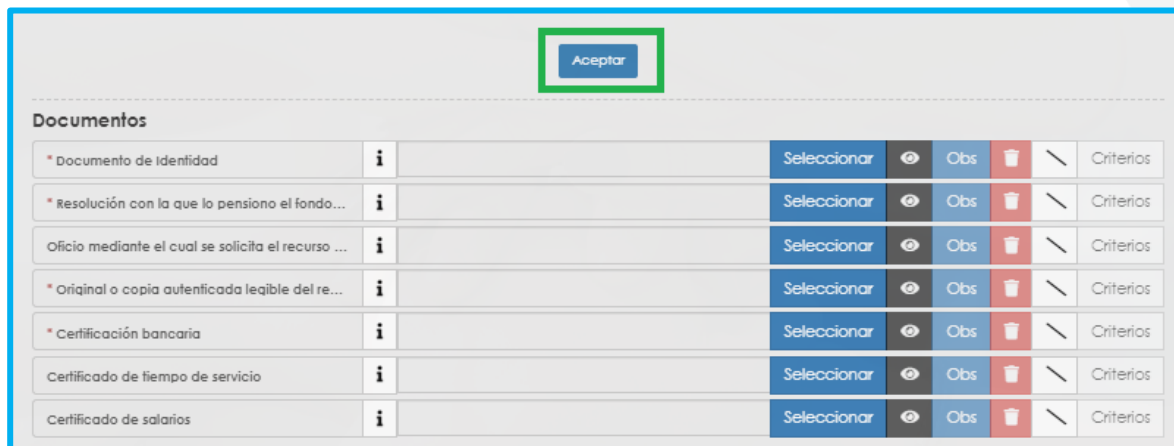 Aceptar
Documentos
* Documento de Identidad i Seleccionar Obs Criterios
* Resolución con la que lo pensiono el fondo... i Seleccionar Obs Criterios
Oficio mediante el cual se solicita el recurso ... i Seleccionar Obs Criterios
* Original o copia autenticada legible del re... i Seleccionar Obs Criterios
* Certificación bancaria i Seleccionar Obs Criterios
Certificado de tiempo de servicio i Seleccionar Obs Criterios
Certificado de salarios i Seleccionar Obs Criterios